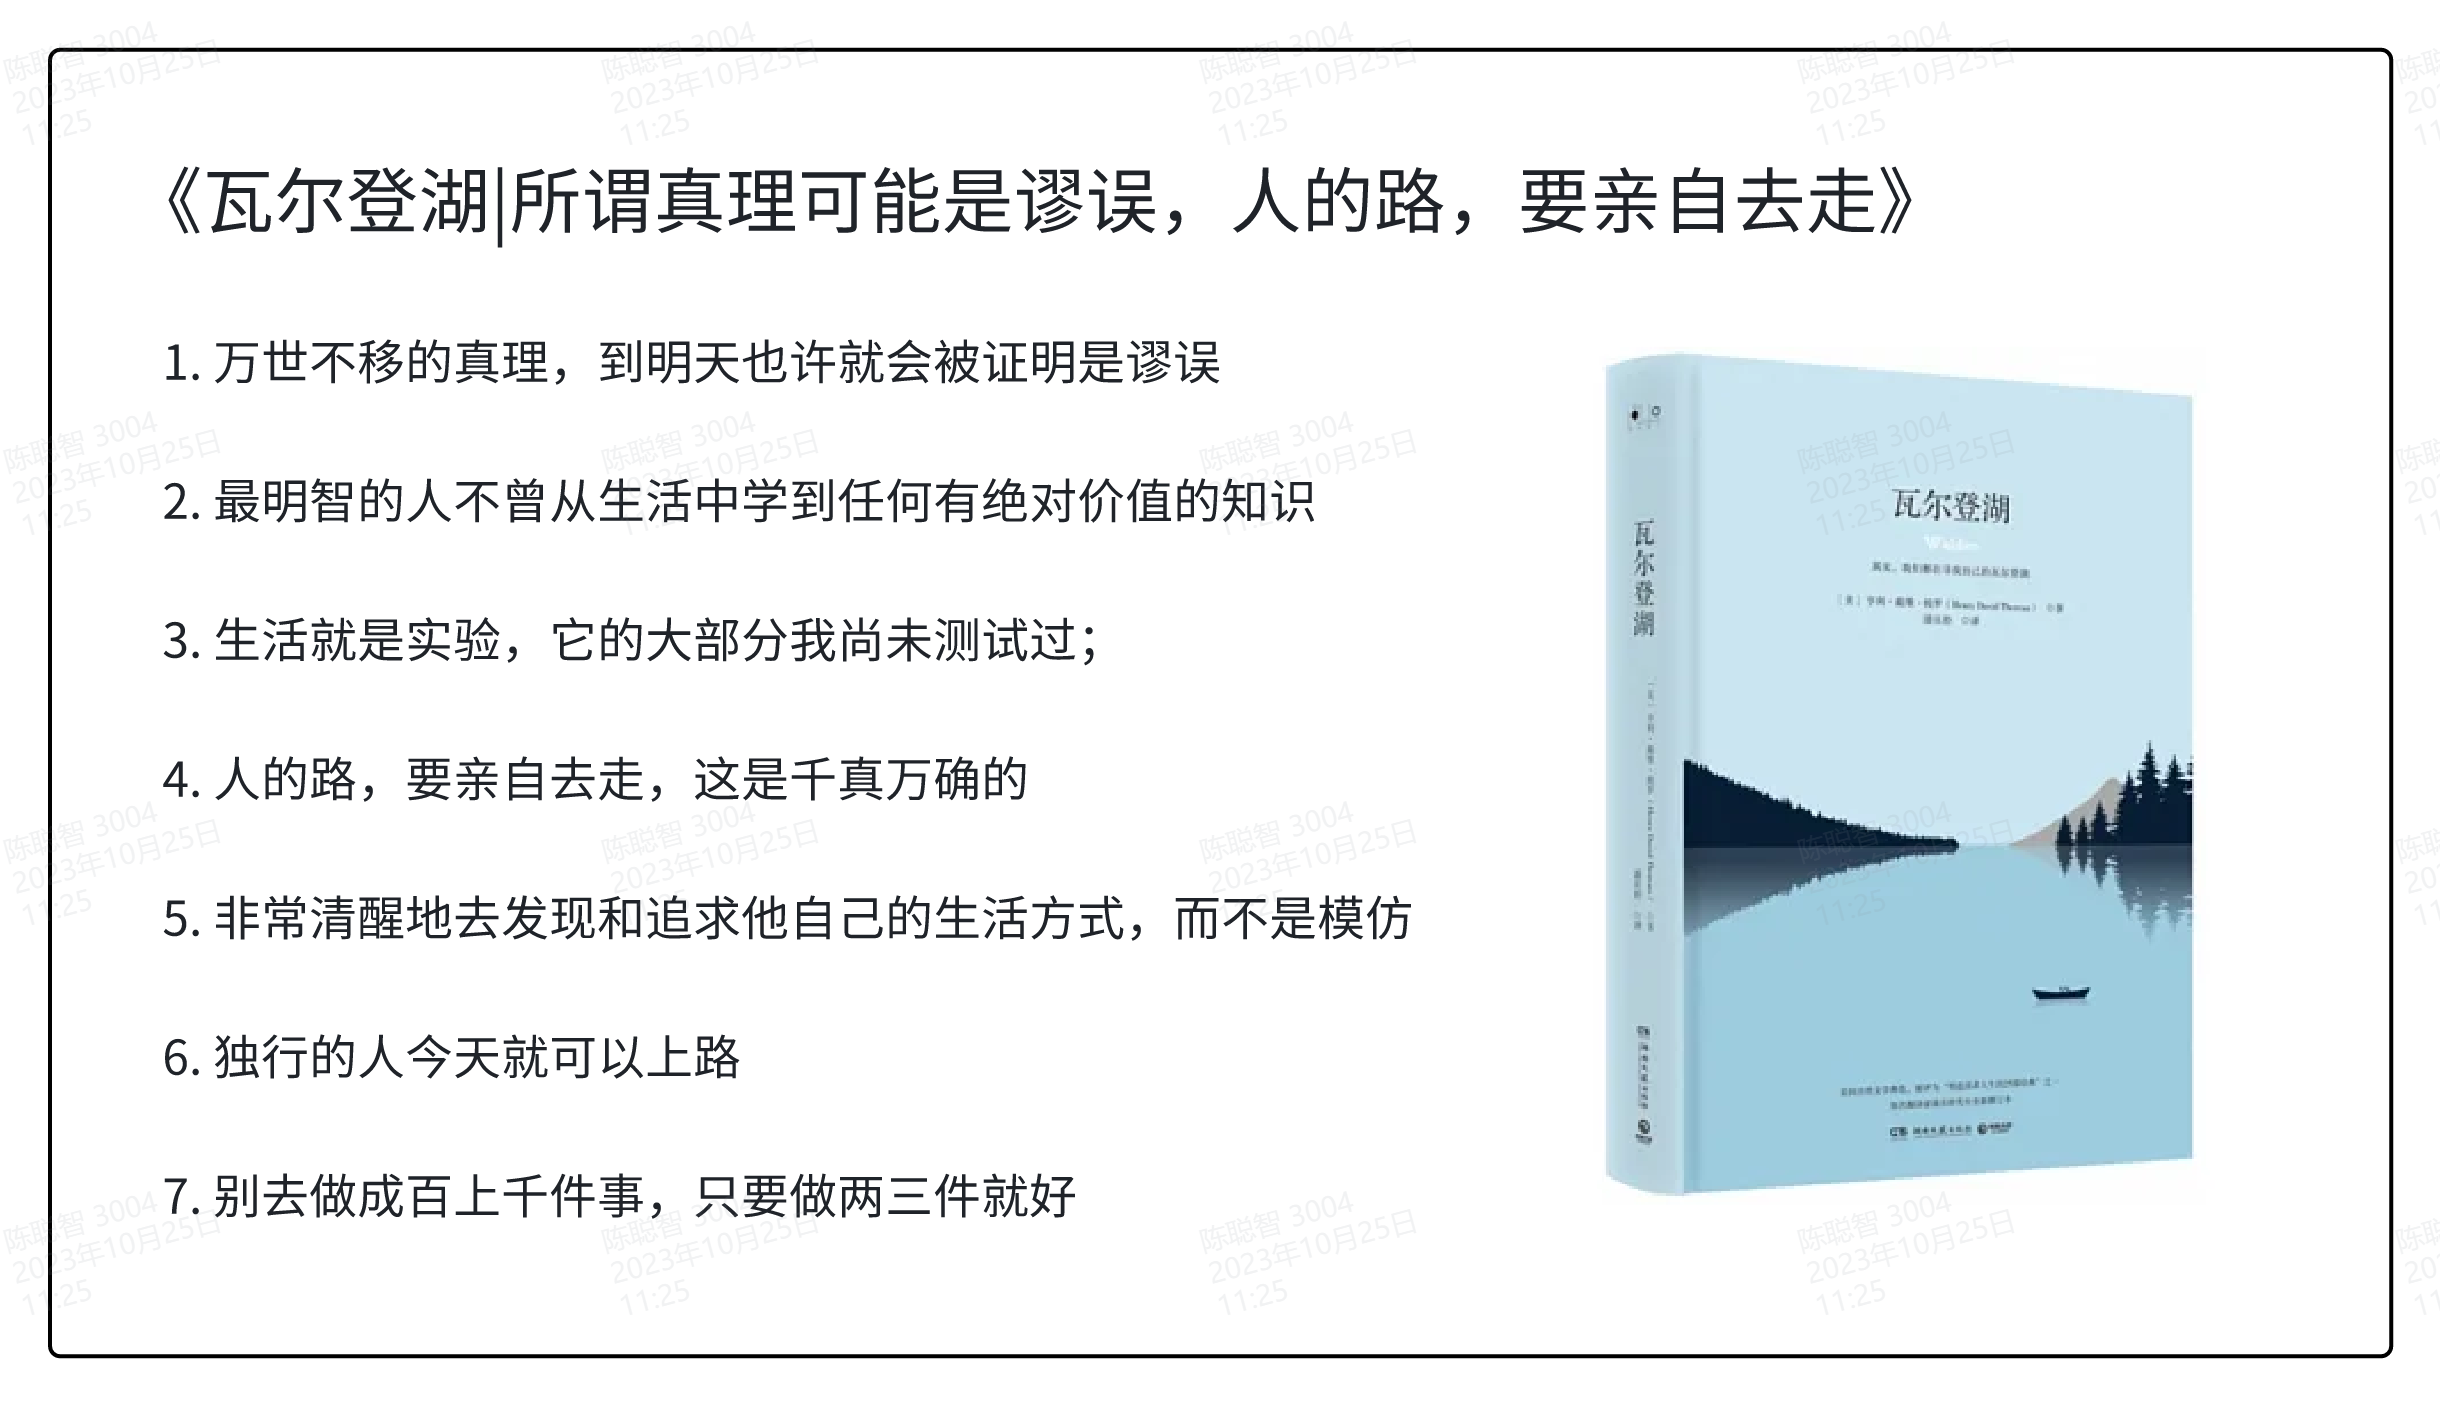 《瓦尔登湖|所谓真理可能是谬误，人的路，要亲自去走》
1. 万世不移的真理，到明天也许就会被证明是谬误
2. 最明智的人不曾从生活中学到任何有绝对价值的知识
3. 生活就是实验，它的大部分我尚未测试过；
4. 人的路，要亲自去走，这是千真万确的
5. 非常清醒地去发现和追求他自己的生活方式，而不是模仿
6. 独行的人今天就可以上路
7. 别去做成百上千件事，只要做两三件就好
瓦尔登湖
瓦尔登湖
Walden
陈聪智 3004
2023年10月25日
11:25